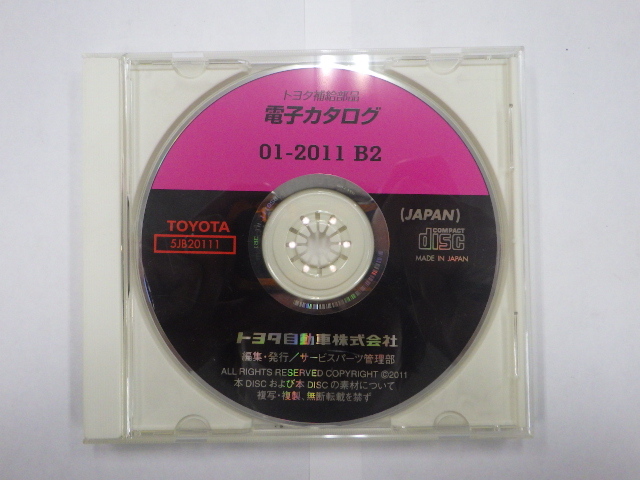 トヨタ補給部品
電子カタログ
01-2011 B2
TOYOTA
5JB20111
(JAPAN)
COMPACT
disc
MADE IN JAPAN
トヨタ自動車株式会社
編集・発行／サービスパーツ管理部
ALL RIGHTS RESERVED COPYRIGHT ©2011
本DISCおよび本DISCの素材について
複写・複製、無断転載を禁ず